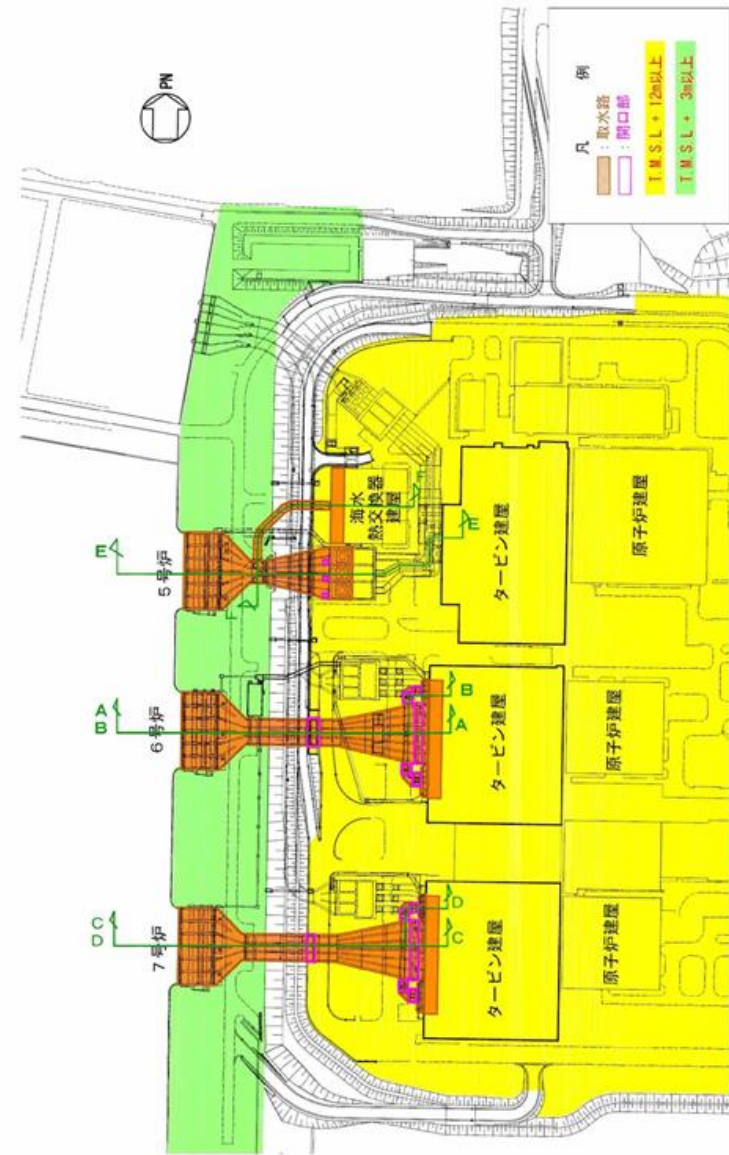 PN
凡 例
：取水路
：開口部
T.M.S.L + 12m以上
T.M.S.L + 3m以上
E
5号炉
F
海水
熱交換器
建屋
F
E
タービン建屋
原子炉建屋
A
B
6号炉
B
A
タービン建屋
原子炉建屋
C
D
7号炉
D
C
タービン建屋
原子炉建屋